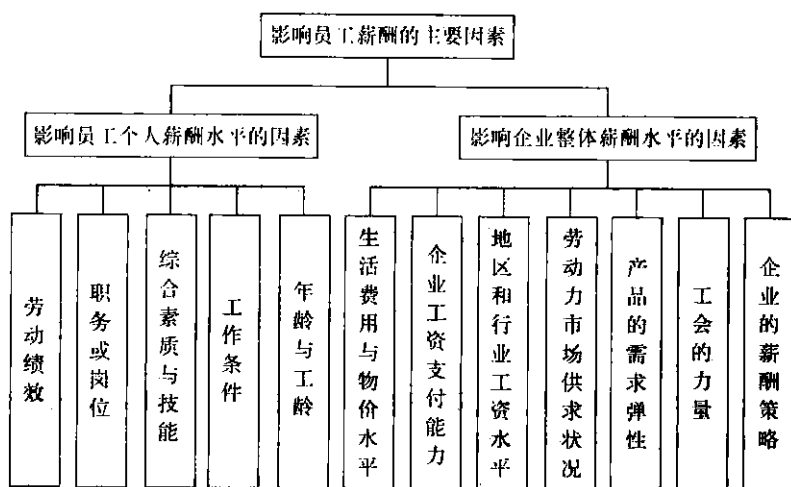 影响员工薪酬的主要因素
影响员工个人薪酬水平的因素
影响企业整体薪酬水平的因素
劳动绩效
职务或岗位
综合素质与技能
工作条件
年龄与工龄
生活费用与物价水平
企业工资支付能力
地区和行业工资水平
劳动力市场供求状况
产品的需求弹性
工会的力量
企业的薪酬策略